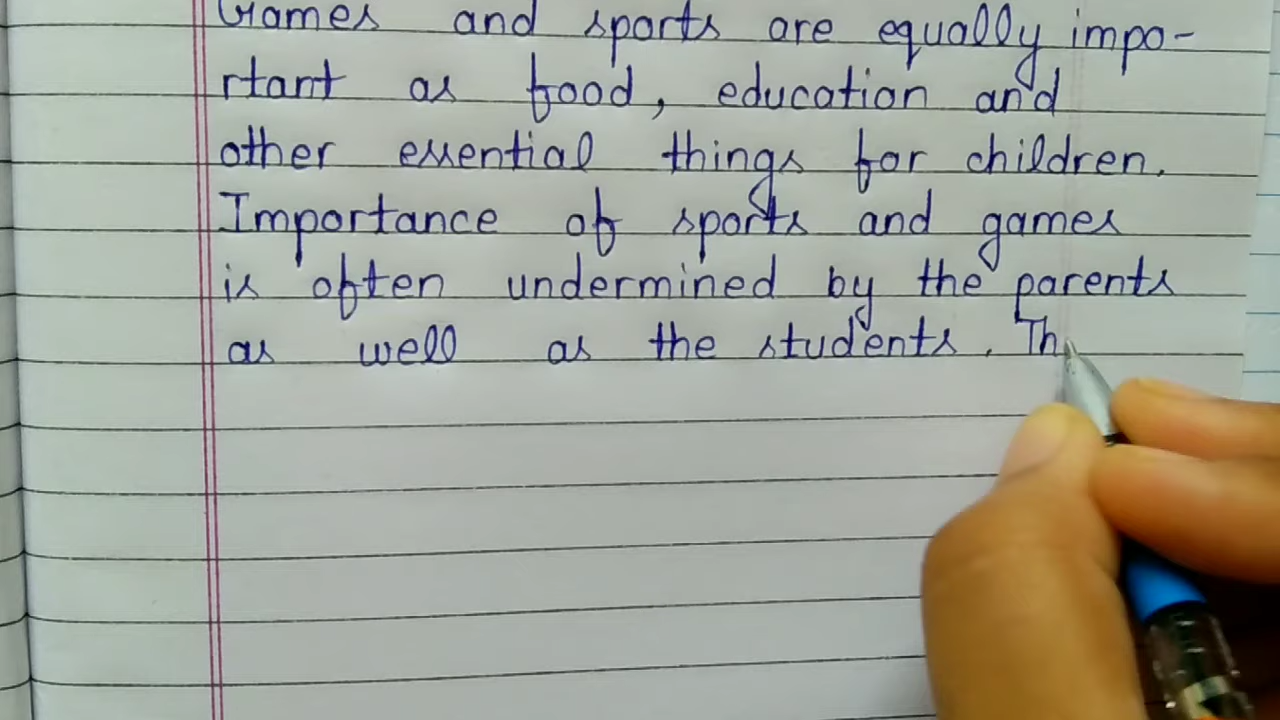 Games and sports are equally impo-
rtant as food, education and
other essential things for children.
Importance of sports and games
is often undermined by the parents
as well as the students. Th